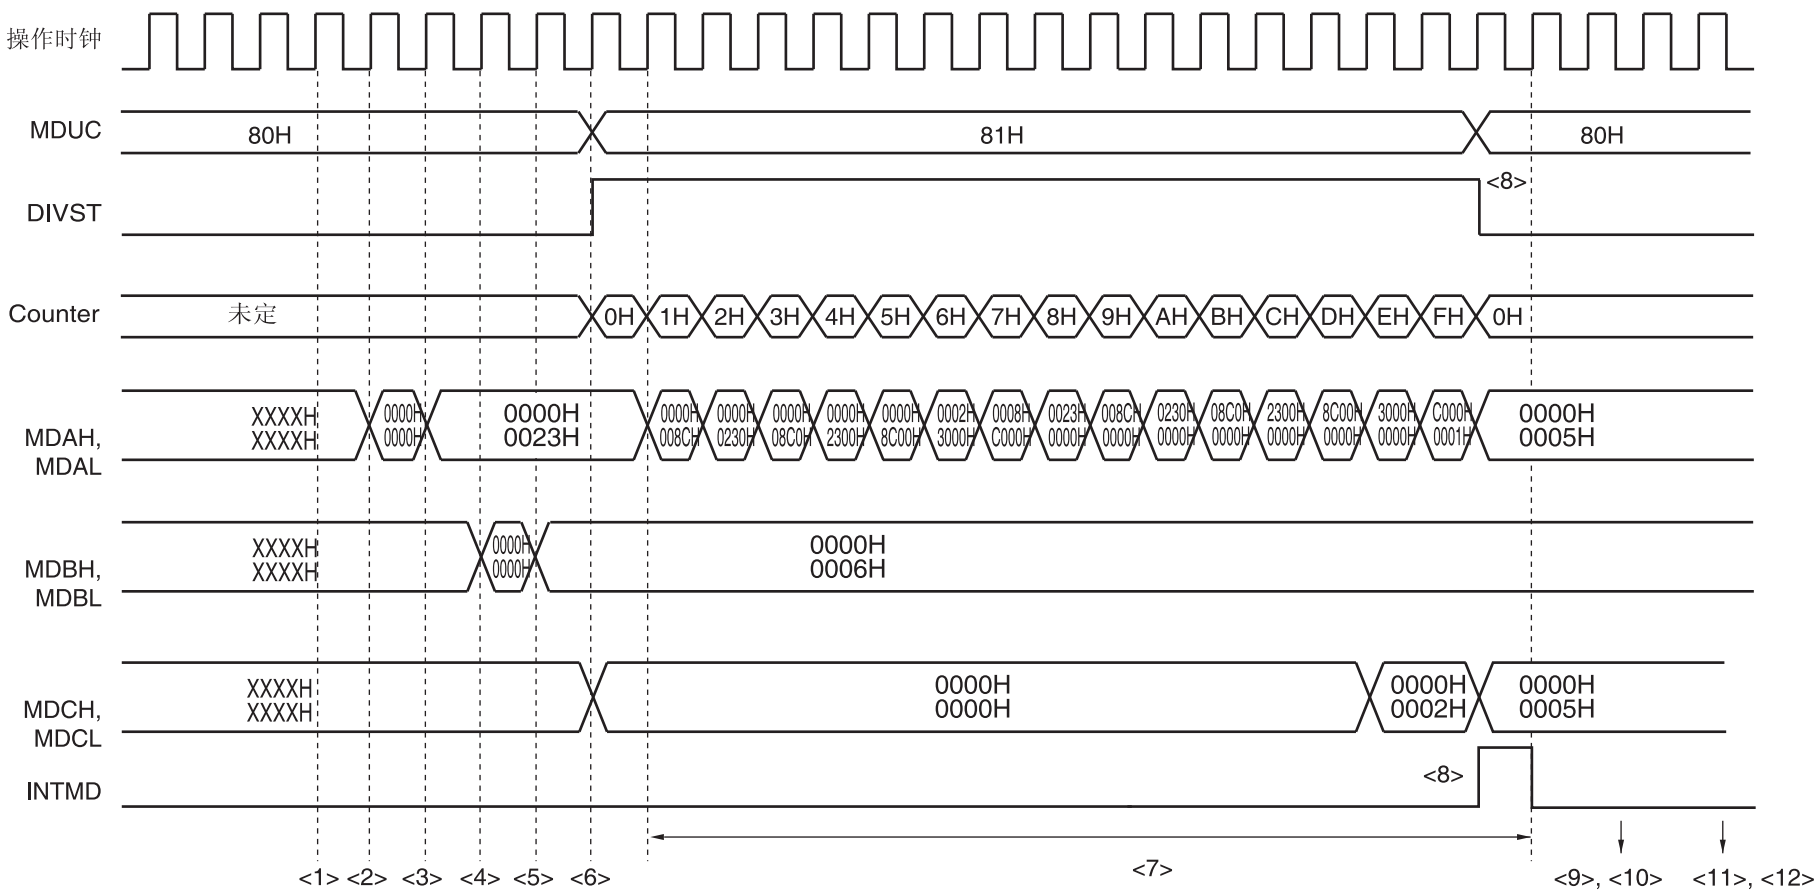 操作时钟
MDUC
80H
81H
80H
DIVST
<8>
Counter
未定
0H 1H 2H 3H 4H 5H 6H 7H 8H 9H AH BH CH DH EH FH 0H
MDAH,
MDAL
XXXXH 0000H 0000H 0000H 0000H 0000H 0000H 0000H 0002H 0008H 0023H 008CH 0230H 08C0H 2300H 8C00H 3000H C000H 0000H
XXXXH 0000H 0023H 008CH 0230H 08C0H 2300H 8C00H 3000H C000H 0000H 0000H 0000H 0000H 0000H 0000H 0000H 0001H 0005H
MDBH,
MDBL
XXXXH 0000H 0000H
XXXXH 0000H 0006H
MDCH,
MDCL
XXXXH 0000H 0000H 0000H
XXXXH 0000H 0002H 0005H
INTMD
<8>
<1> <2> <3> <4> <5> <6> <7> <9>, <10> <11>, <12>